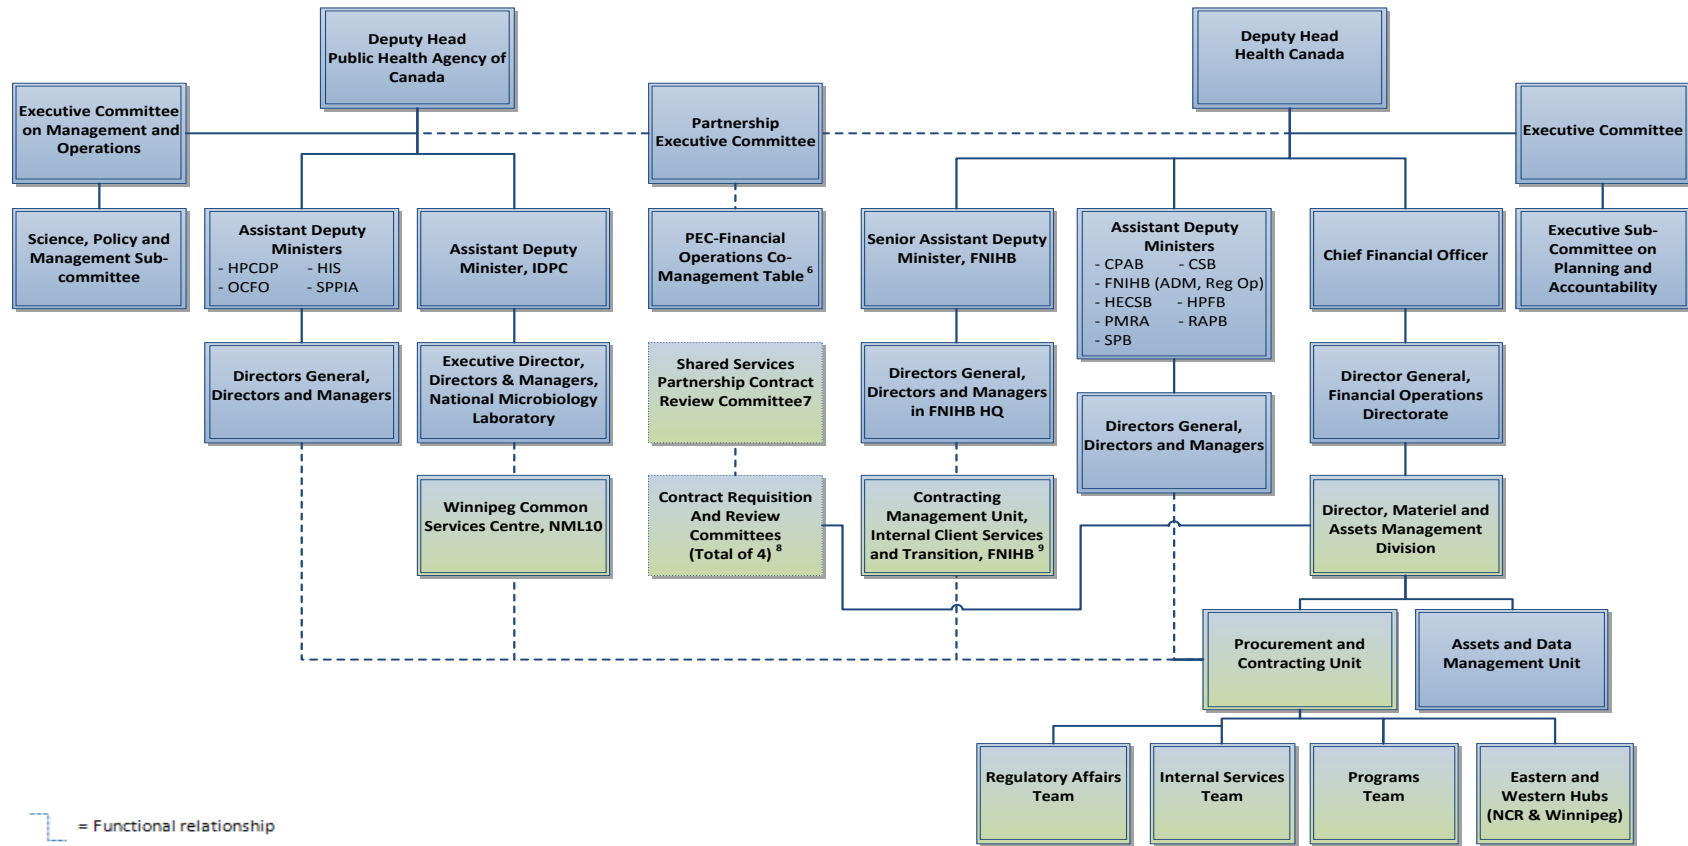 Deputy Head
Public Health Agency of
Canada
Deputy Head
Health Canada
Executive Committee
on Management and
Operations
Partnership
Executive Committee
Executive Committee
Science, Policy and
Management Sub-
committee
Assistant Deputy
Ministers
- HPCDP - HIS
- OCFO - SPPIA
Assistant Deputy
Minister, IDPC
PEC-Financial
Operations Co-
Management Table 6
Senior Assistant Deputy
Minister, FNIHB
Assistant Deputy
Ministers
- CPAB - CSB
- FNIHB (ADM, Reg Op)
- HECSB - HPFB
- PMRA - RAPB
- SPB
Chief Financial Officer
Executive Sub-
Committee on
Planning and
Accountability
Directors General,
Directors and Managers
Executive Director,
Directors & Managers,
National Microbiology
Laboratory
Shared Services
Partnership Contract
Review Committee7
Directors General,
Directors and Managers
in FNIHB HQ
Directors General,
Directors and Managers
Director General,
Financial Operations
Directorate
Winnipeg Common
Services Centre, NML10
Contract Requisition
And Review
Committees
(Total of 4) 8
Contracting
Management Unit,
Internal Client Services
and Transition, FNIHB 9
Director, Materiel and
Assets Management
Division
Procurement and
Contracting Unit
Assets and Data
Management Unit
Regulatory Affairs
Team
Internal Services
Team
Programs
Team
Eastern and
Western Hubs
(NCR & Winnipeg)
= Functional relationship